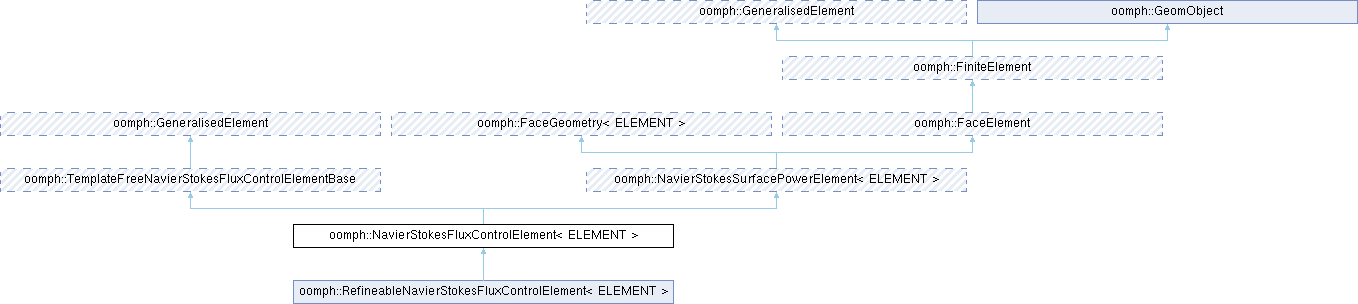 oomph::GeneralisedElement
oomph::GeomObject
oomph::FiniteElement
oomph::GeneralisedElement
oomph::FaceGeometry< ELEMENT >
oomph::FaceElement
oomph::TemplateFreeNavierStokesFluxControlElementBase
oomph::NavierStokesSurfacePowerElement< ELEMENT >
oomph::NavierStokesFluxControlElement< ELEMENT >
oomph::RefineableNavierStokesFluxControlElement< ELEMENT >